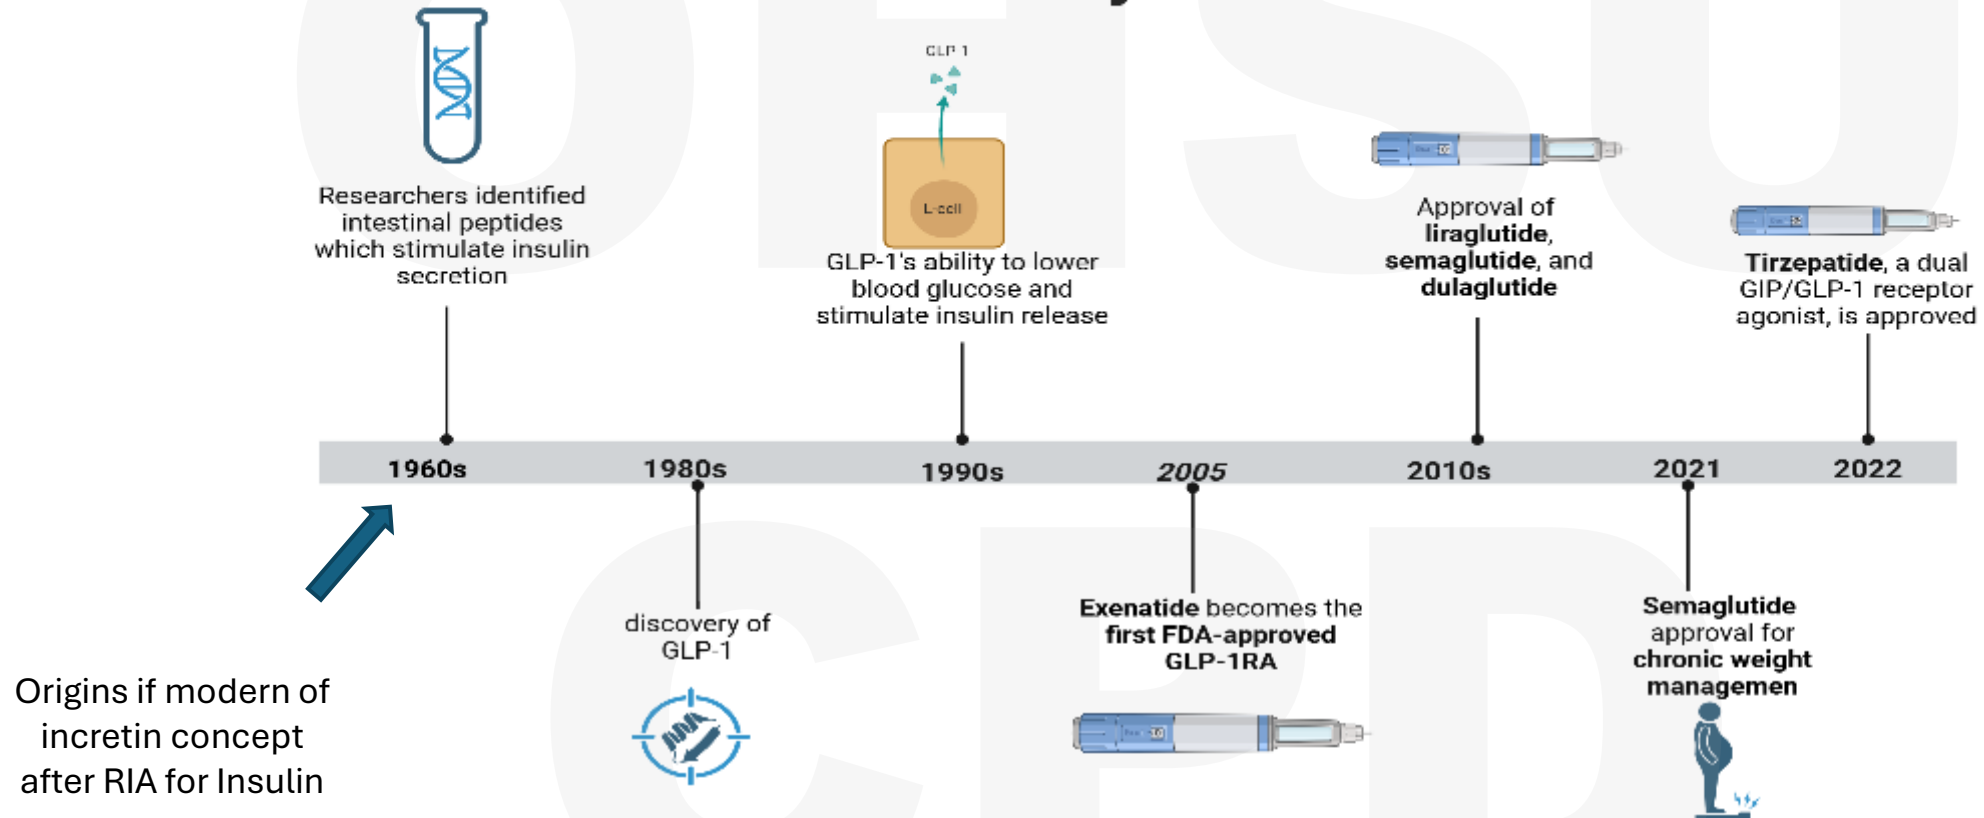 OHSU
CPD
Researchers identified
intestinal peptides
which stimulate insulin
secretion
GLP 1
L-cell
GLP-1's ability to lower
blood glucose and
stimulate insulin release
Approval of
liraglutide,
semaglutide, and
dulaglutide
Tirzepatide, a dual
GIP/GLP-1 receptor
agonist, is approved
1960s
1980s
1990s
2005
2010s
2021
2022
discovery of
GLP-1
Exenatide becomes the
first FDA-approved
GLP-1RA
Semaglutide
approval for
chronic weight
managemen
Origins if modern of
incretin concept
after RIA for Insulin